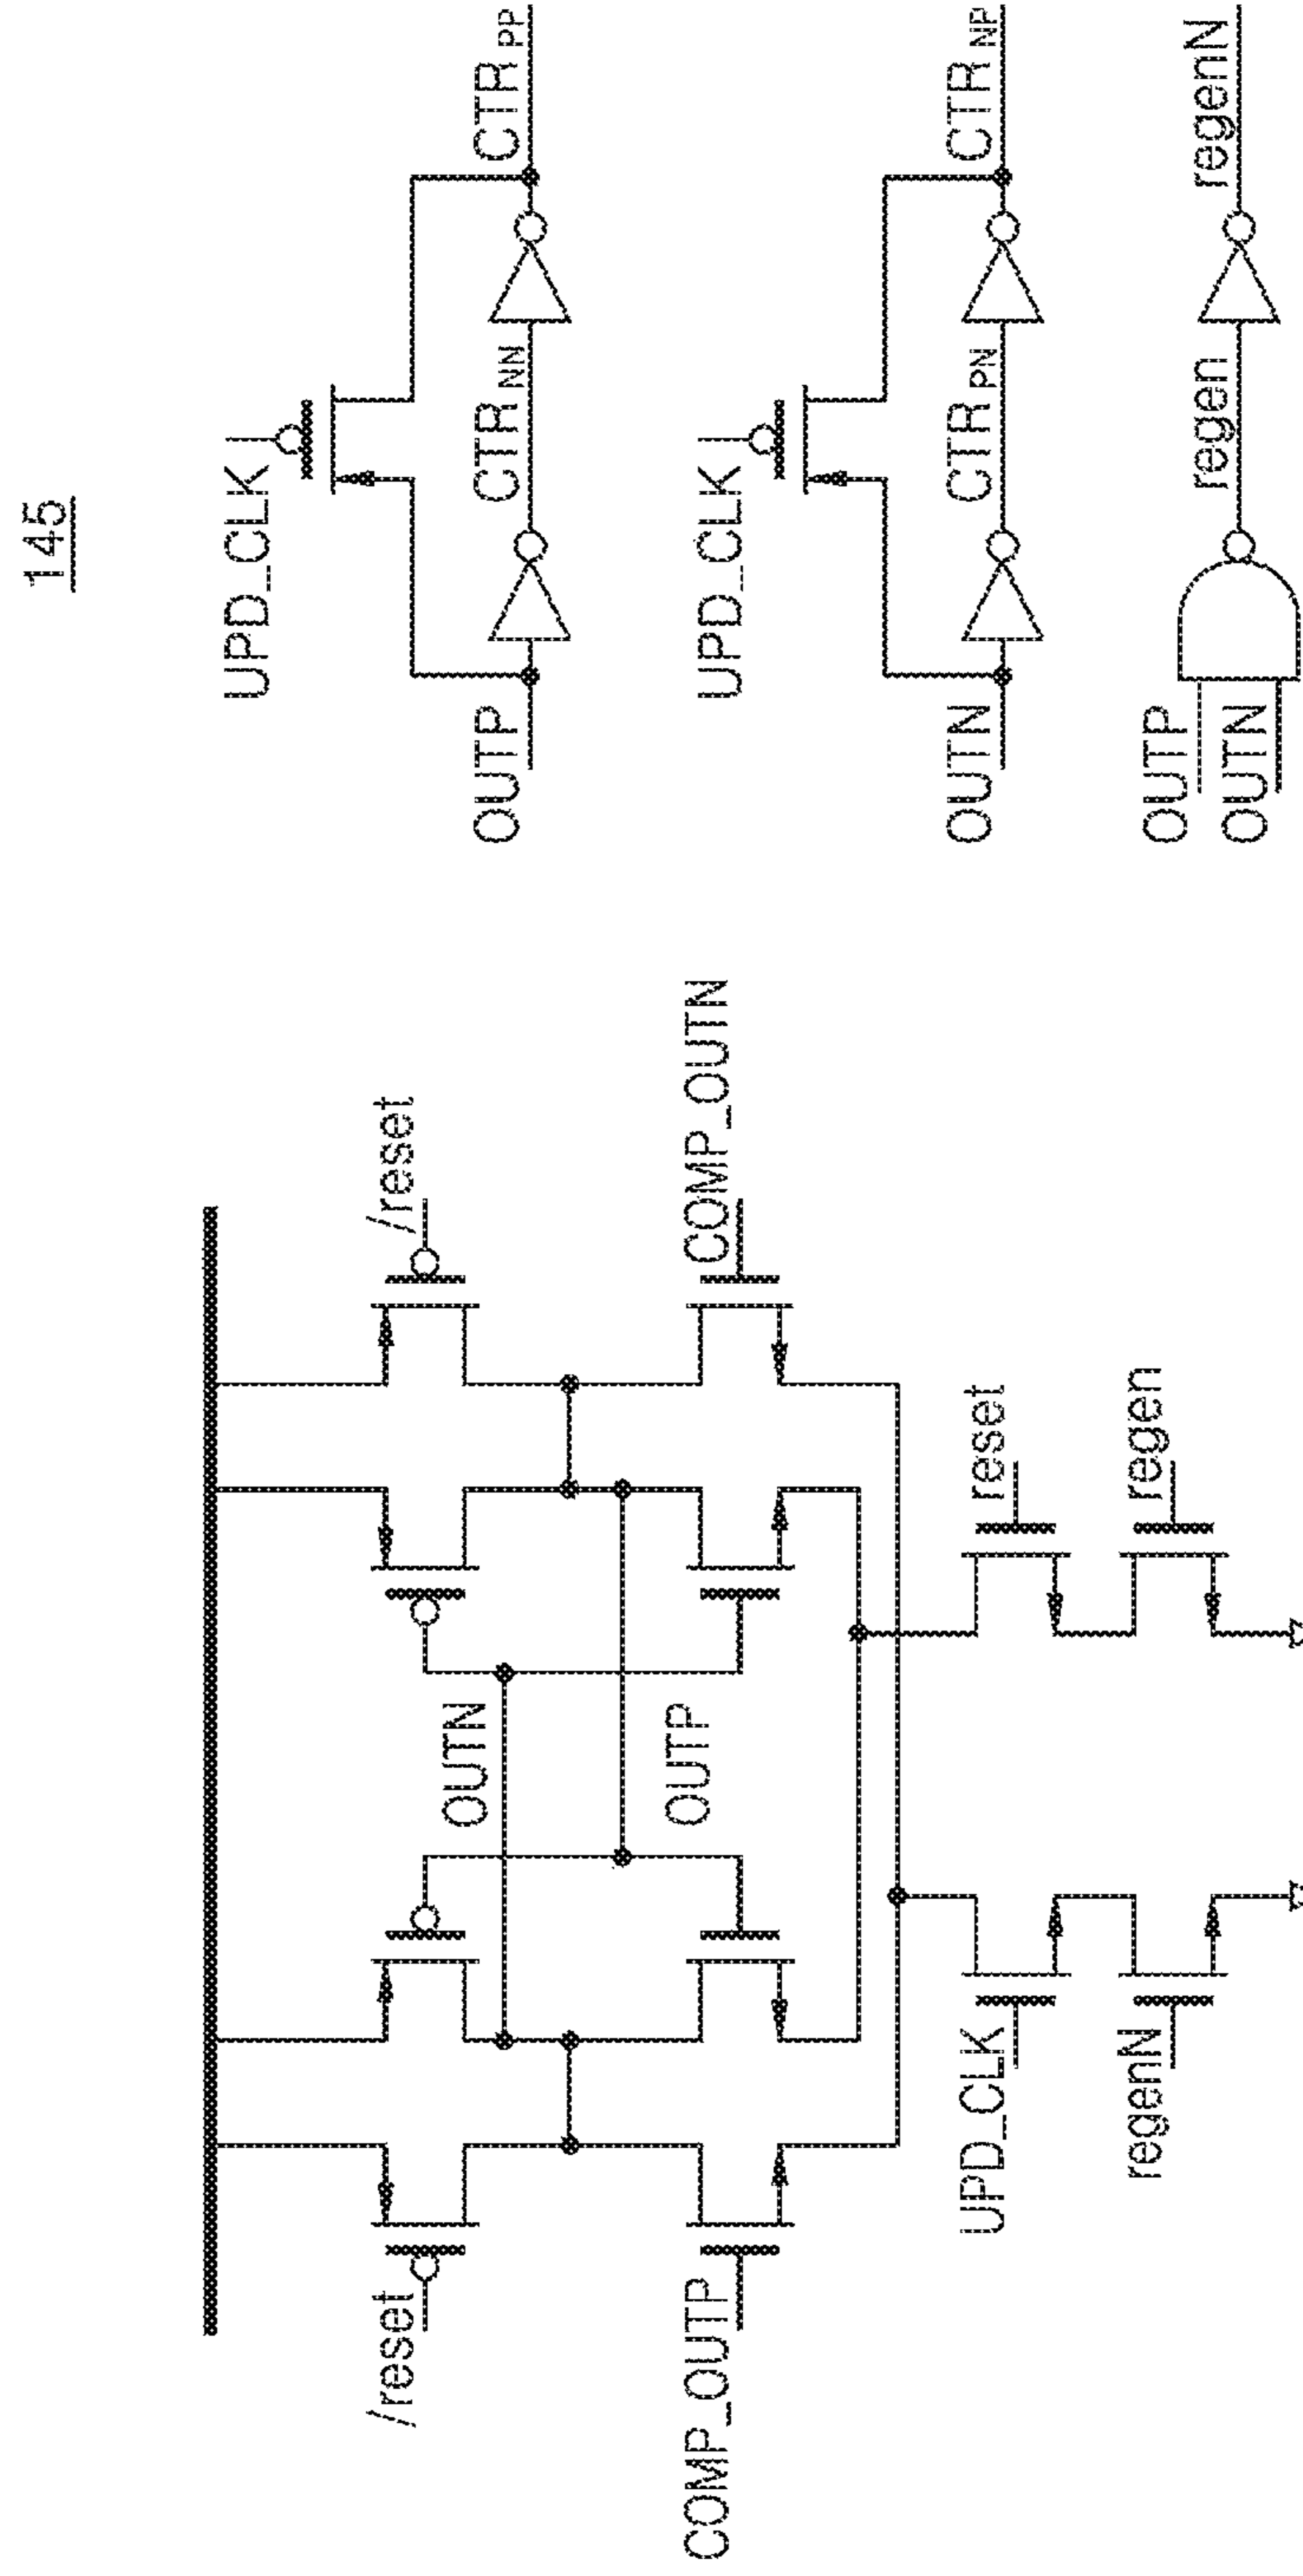 145
/reset
/reset
OUTN
OUTP
COMP_OUTP
COMP_OUTN
UPD_CLK
reset
regenN
regen
UPD_CLK
OUTP
CTR NN
CTR PP
UPD_CLK
OUTN
CTR PN
CTR NP
OUTP
OUTN
regen
regenN